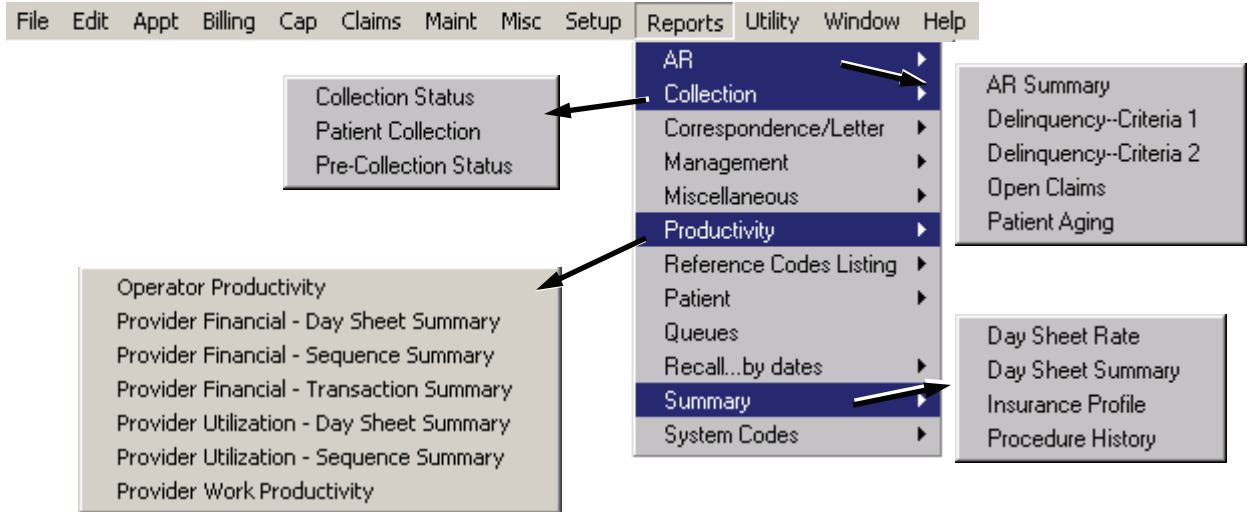 File Edit Appt Billing Cap Claims Maint Misc Setup Reports Utility Window Help
AR
Collection
Correspondence/Letter
Management
Miscellaneous
Productivity
Reference Codes Listing
Patient
Queues
Recall...by dates
Summary
System Codes
Collection Status
Patient Collection
Pre-Collection Status
AR Summary
Delinquency--Criteria 1
Delinquency--Criteria 2
Open Claims
Patient Aging
Operator Productivity
Provider Financial - Day Sheet Summary
Provider Financial - Sequence Summary
Provider Financial - Transaction Summary
Provider Utilization - Day Sheet Summary
Provider Utilization - Sequence Summary
Provider Work Productivity
Day Sheet Rate
Day Sheet Summary
Insurance Profile
Procedure History